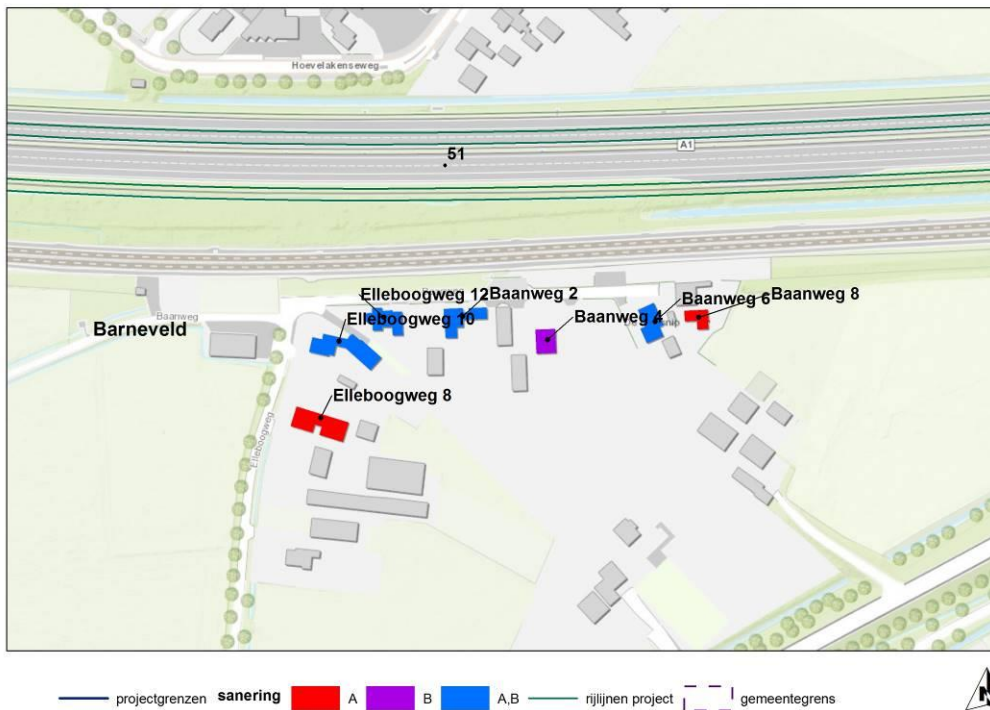 Hoevelakenseweg
A1
51
Elleboogweg 12
Baanweg 2
Baanweg 6
Baanweg 8
Baanweg
Barneveld
Elleboogweg 10
Baanweg 4
Elleboogweg 8
Elleboogweg
projectgrenzen
sanering
A
B
A,B
rijlijnen project
gemeentegrens
N